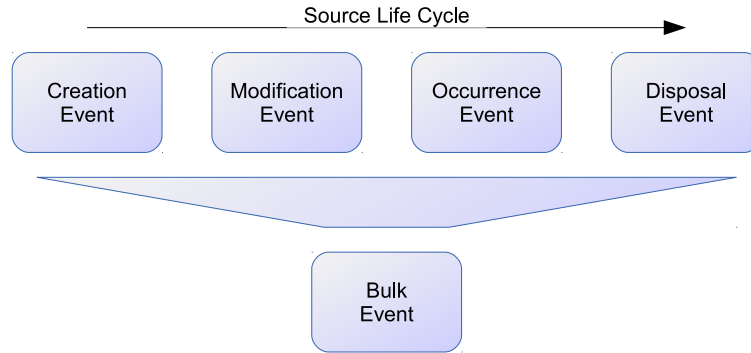 Source Life Cycle
Creation
Event
Modification
Event
Occurrence
Event
Disposal
Event
Bulk
Event